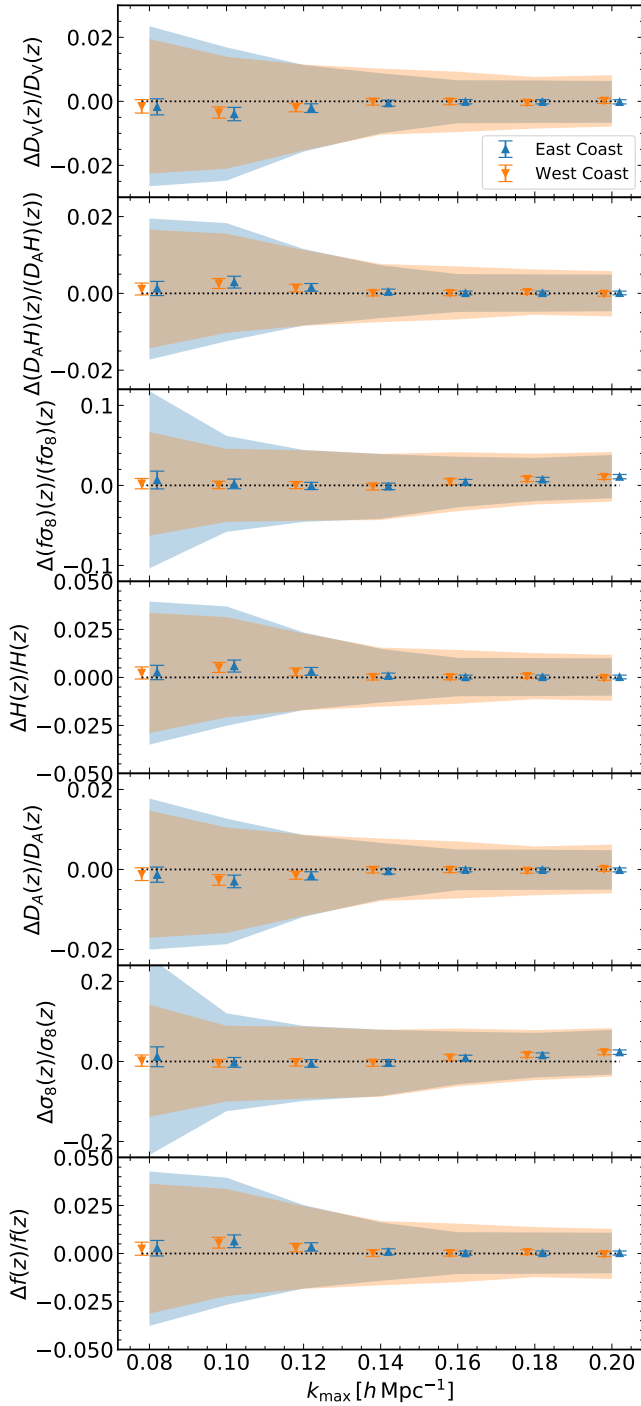 0.02
0.00
−0.02
ΔD_V(z)/D_V(z)
East Coast
West Coast
0.02
0.00
−0.02
Δ(D_AH)(z)/(D_AH)(z)
0.1
0.0
−0.1
Δ(fσ_8)(z)/(fσ_8)(z)
0.050
0.025
0.000
−0.025
−0.050
ΔH(z)/H(z)
0.02
0.00
−0.02
ΔD_A(z)/D_A(z)
0.2
0.0
−0.2
Δσ_8(z)/σ_8(z)
0.050
0.025
0.000
−0.025
−0.050
Δf(z)/f(z)
0.08 0.10 0.12 0.14 0.16 0.18 0.20
k_max [h Mpc⁻¹]